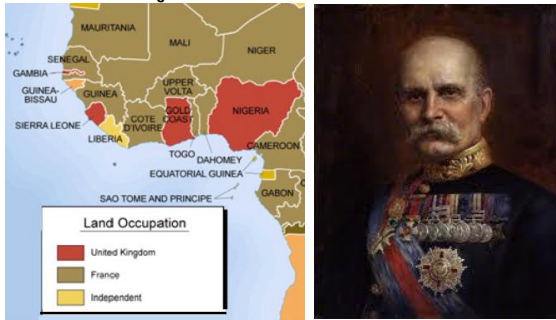 MAURITANIA
MALI
NIGER
SENEGAL
GAMBIA
GUINEA-
BISSAU
GUINEA
UPPER
VOLTA
SIERRA LEONE
LIBERIA
COTE
D'IVOIRE
GOLD
COAST
NIGERIA
TOGO
DAHOMEY
CAMEROON
EQUATORIAL GUINEA
SAO TOME AND PRINCIPE
GABON
Land Occupation
United Kingdom
France
Independent